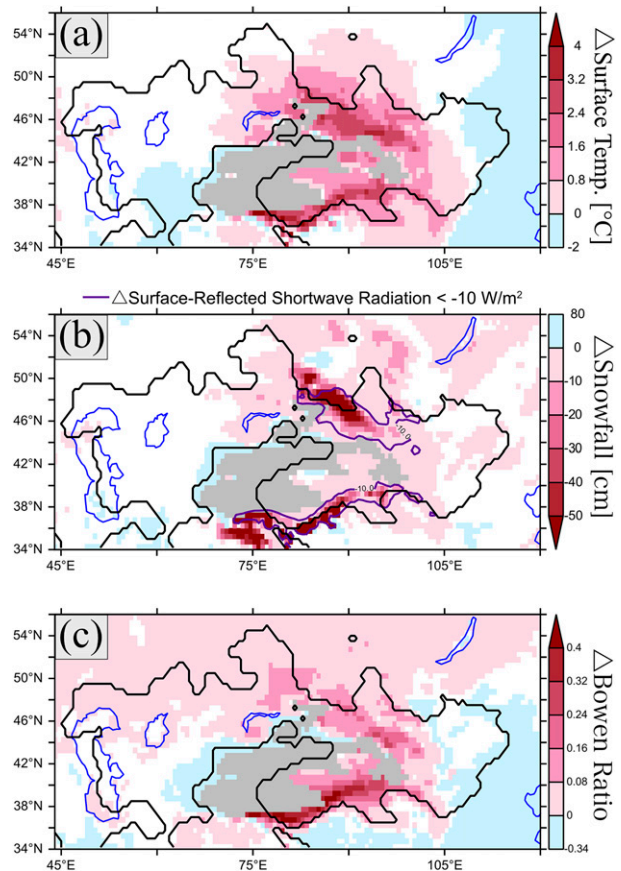 (a)
54°N
50°N
46°N
42°N
38°N
34°N
45°E
75°E
105°E
4
3.2
2.4
1.6
0.8
0
-2
△Surface Temp. [°C]
△Surface-Reflected Shortwave Radiation < -10 W/m²
(b)
54°N
50°N
46°N
42°N
38°N
34°N
-10.0
-10.0
45°E
75°E
105°E
80
0
-10
-20
-30
-40
-50
△Snowfall [cm]
(c)
54°N
50°N
46°N
42°N
38°N
34°N
45°E
75°E
105°E
0.4
0.32
0.24
0.16
0.08
0
-0.34
△Bowen Ratio